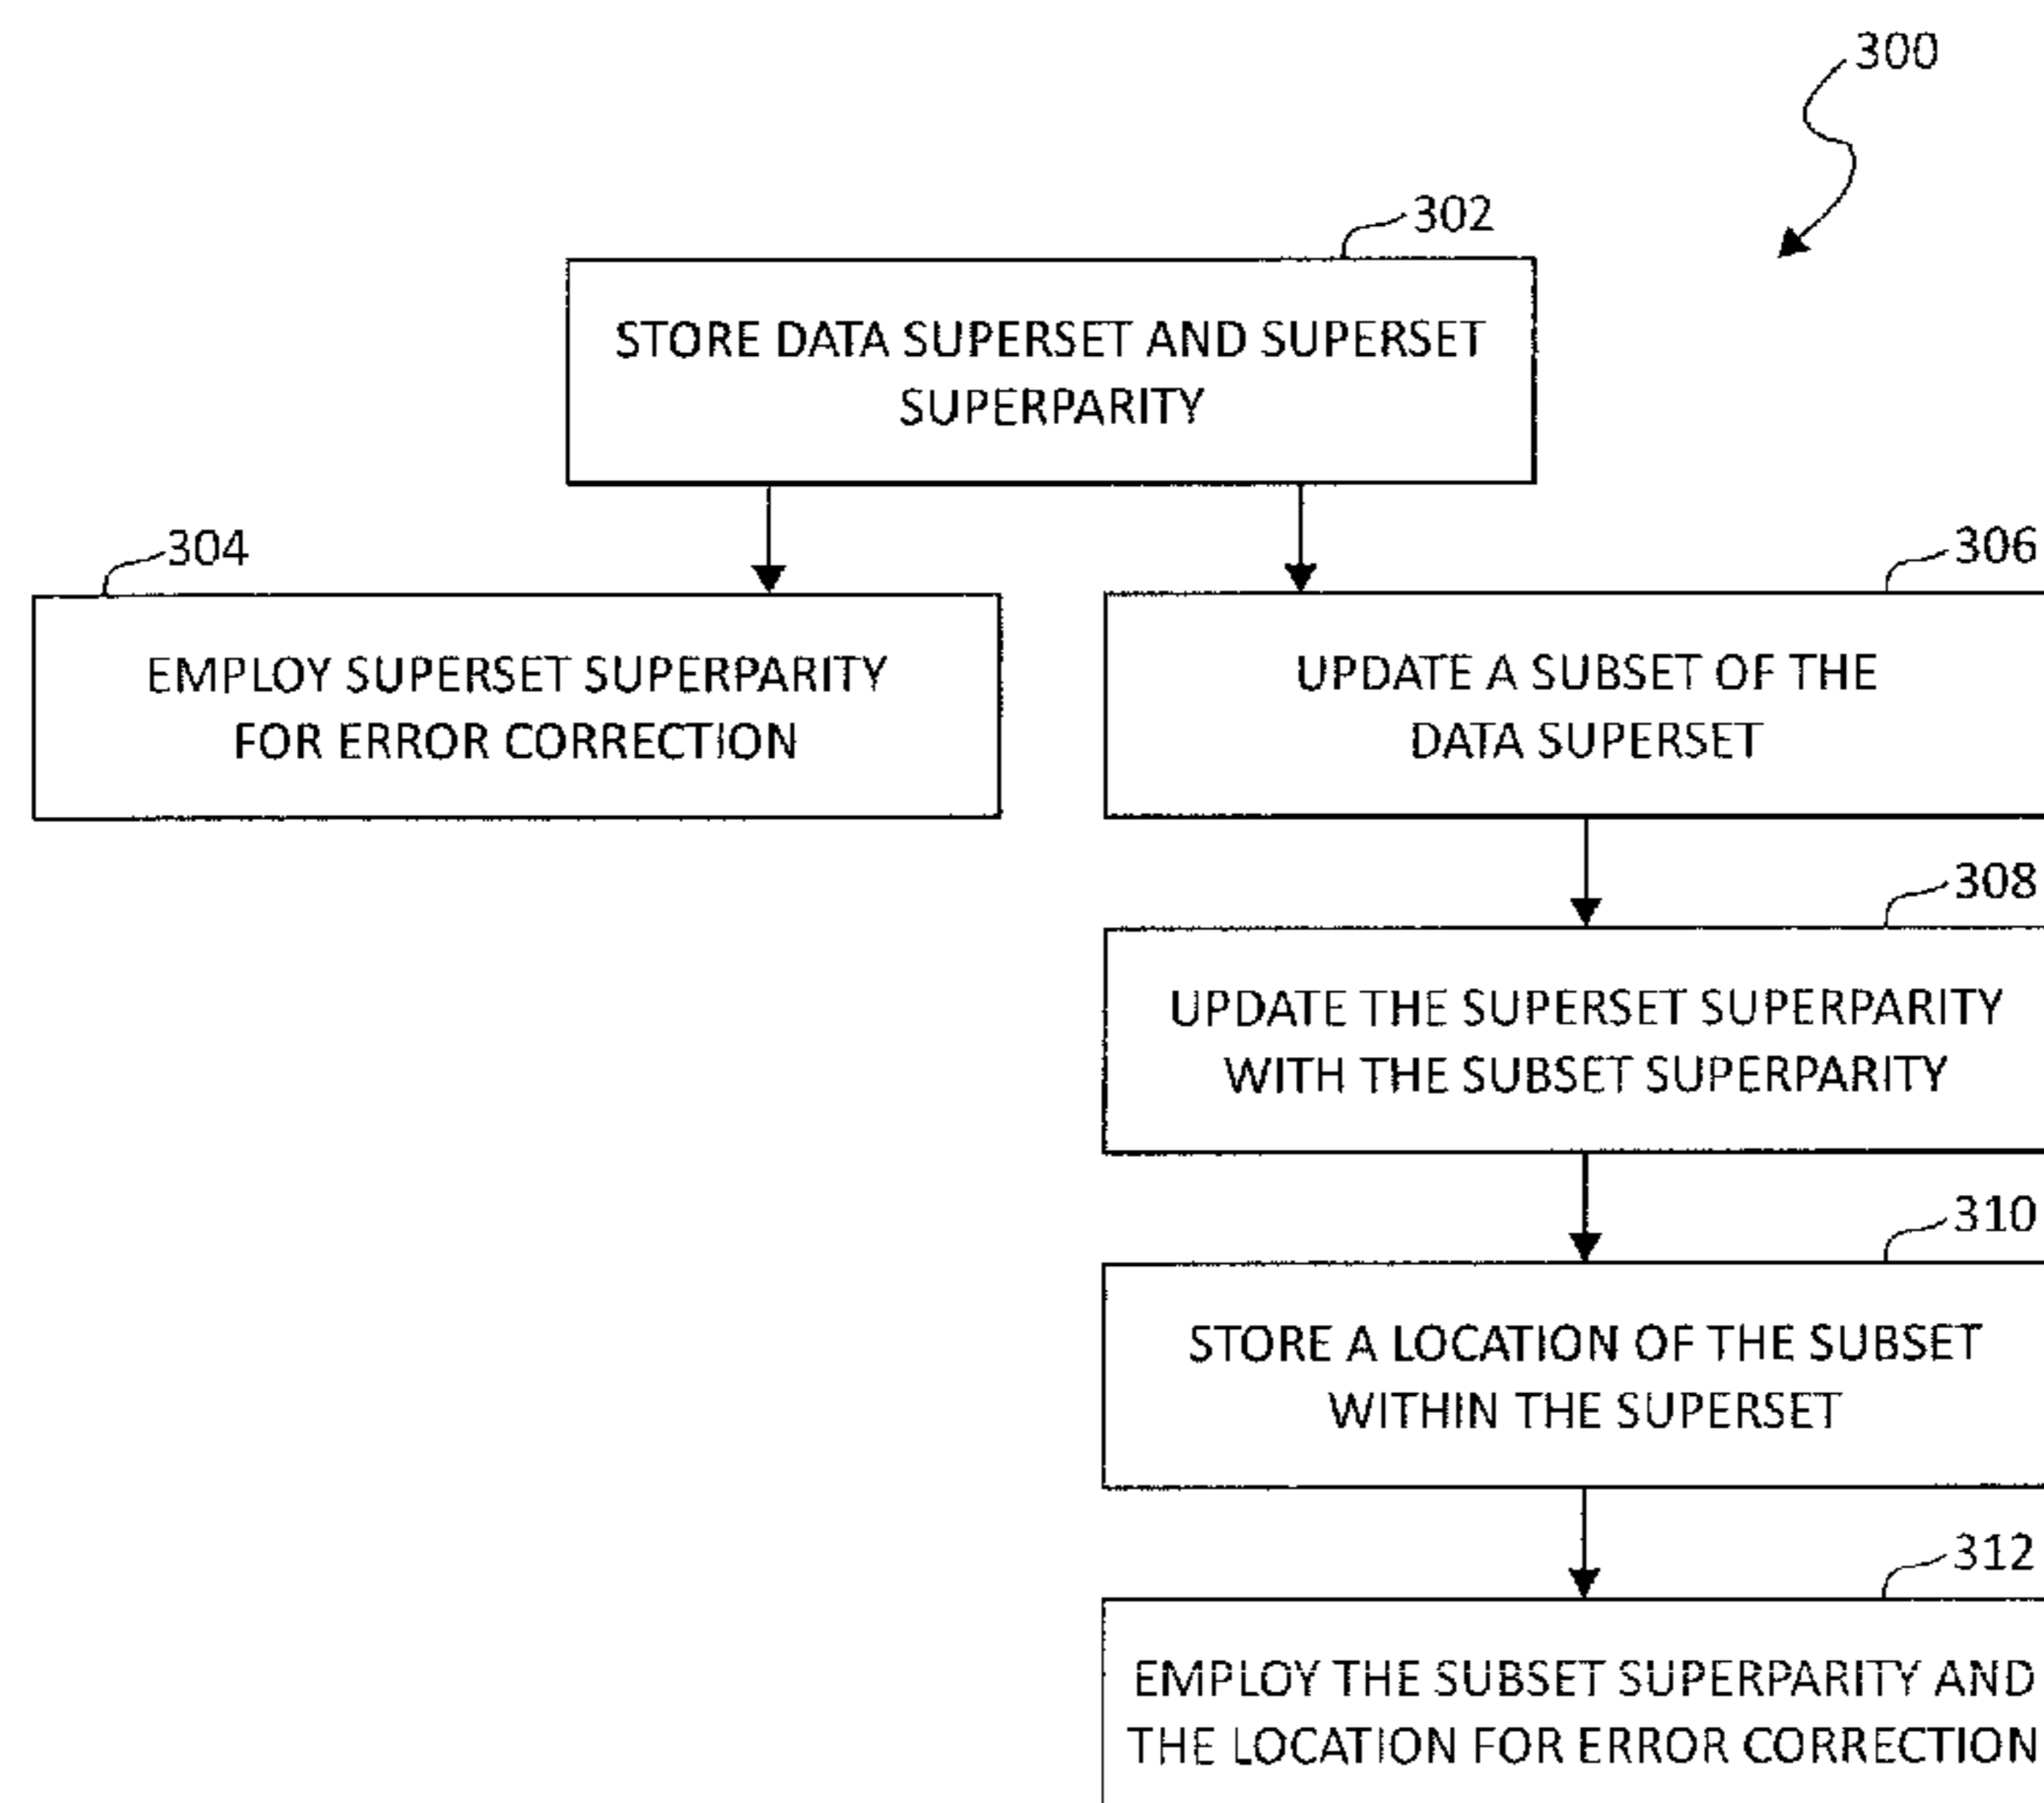 300
302
STORE DATA SUPERSET AND SUPERSET
SUPERPARITY
304
EMPLOY SUPERSET SUPERPARITY
FOR ERROR CORRECTION
306
UPDATE A SUBSET OF THE
DATA SUPERSET
308
UPDATE THE SUPERSET SUPERPARITY
WITH THE SUBSET SUPERPARITY
310
STORE A LOCATION OF THE SUBSET
WITHIN THE SUPERSET
312
EMPLOY THE SUBSET SUPERPARITY AND
THE LOCATION FOR ERROR CORRECTION